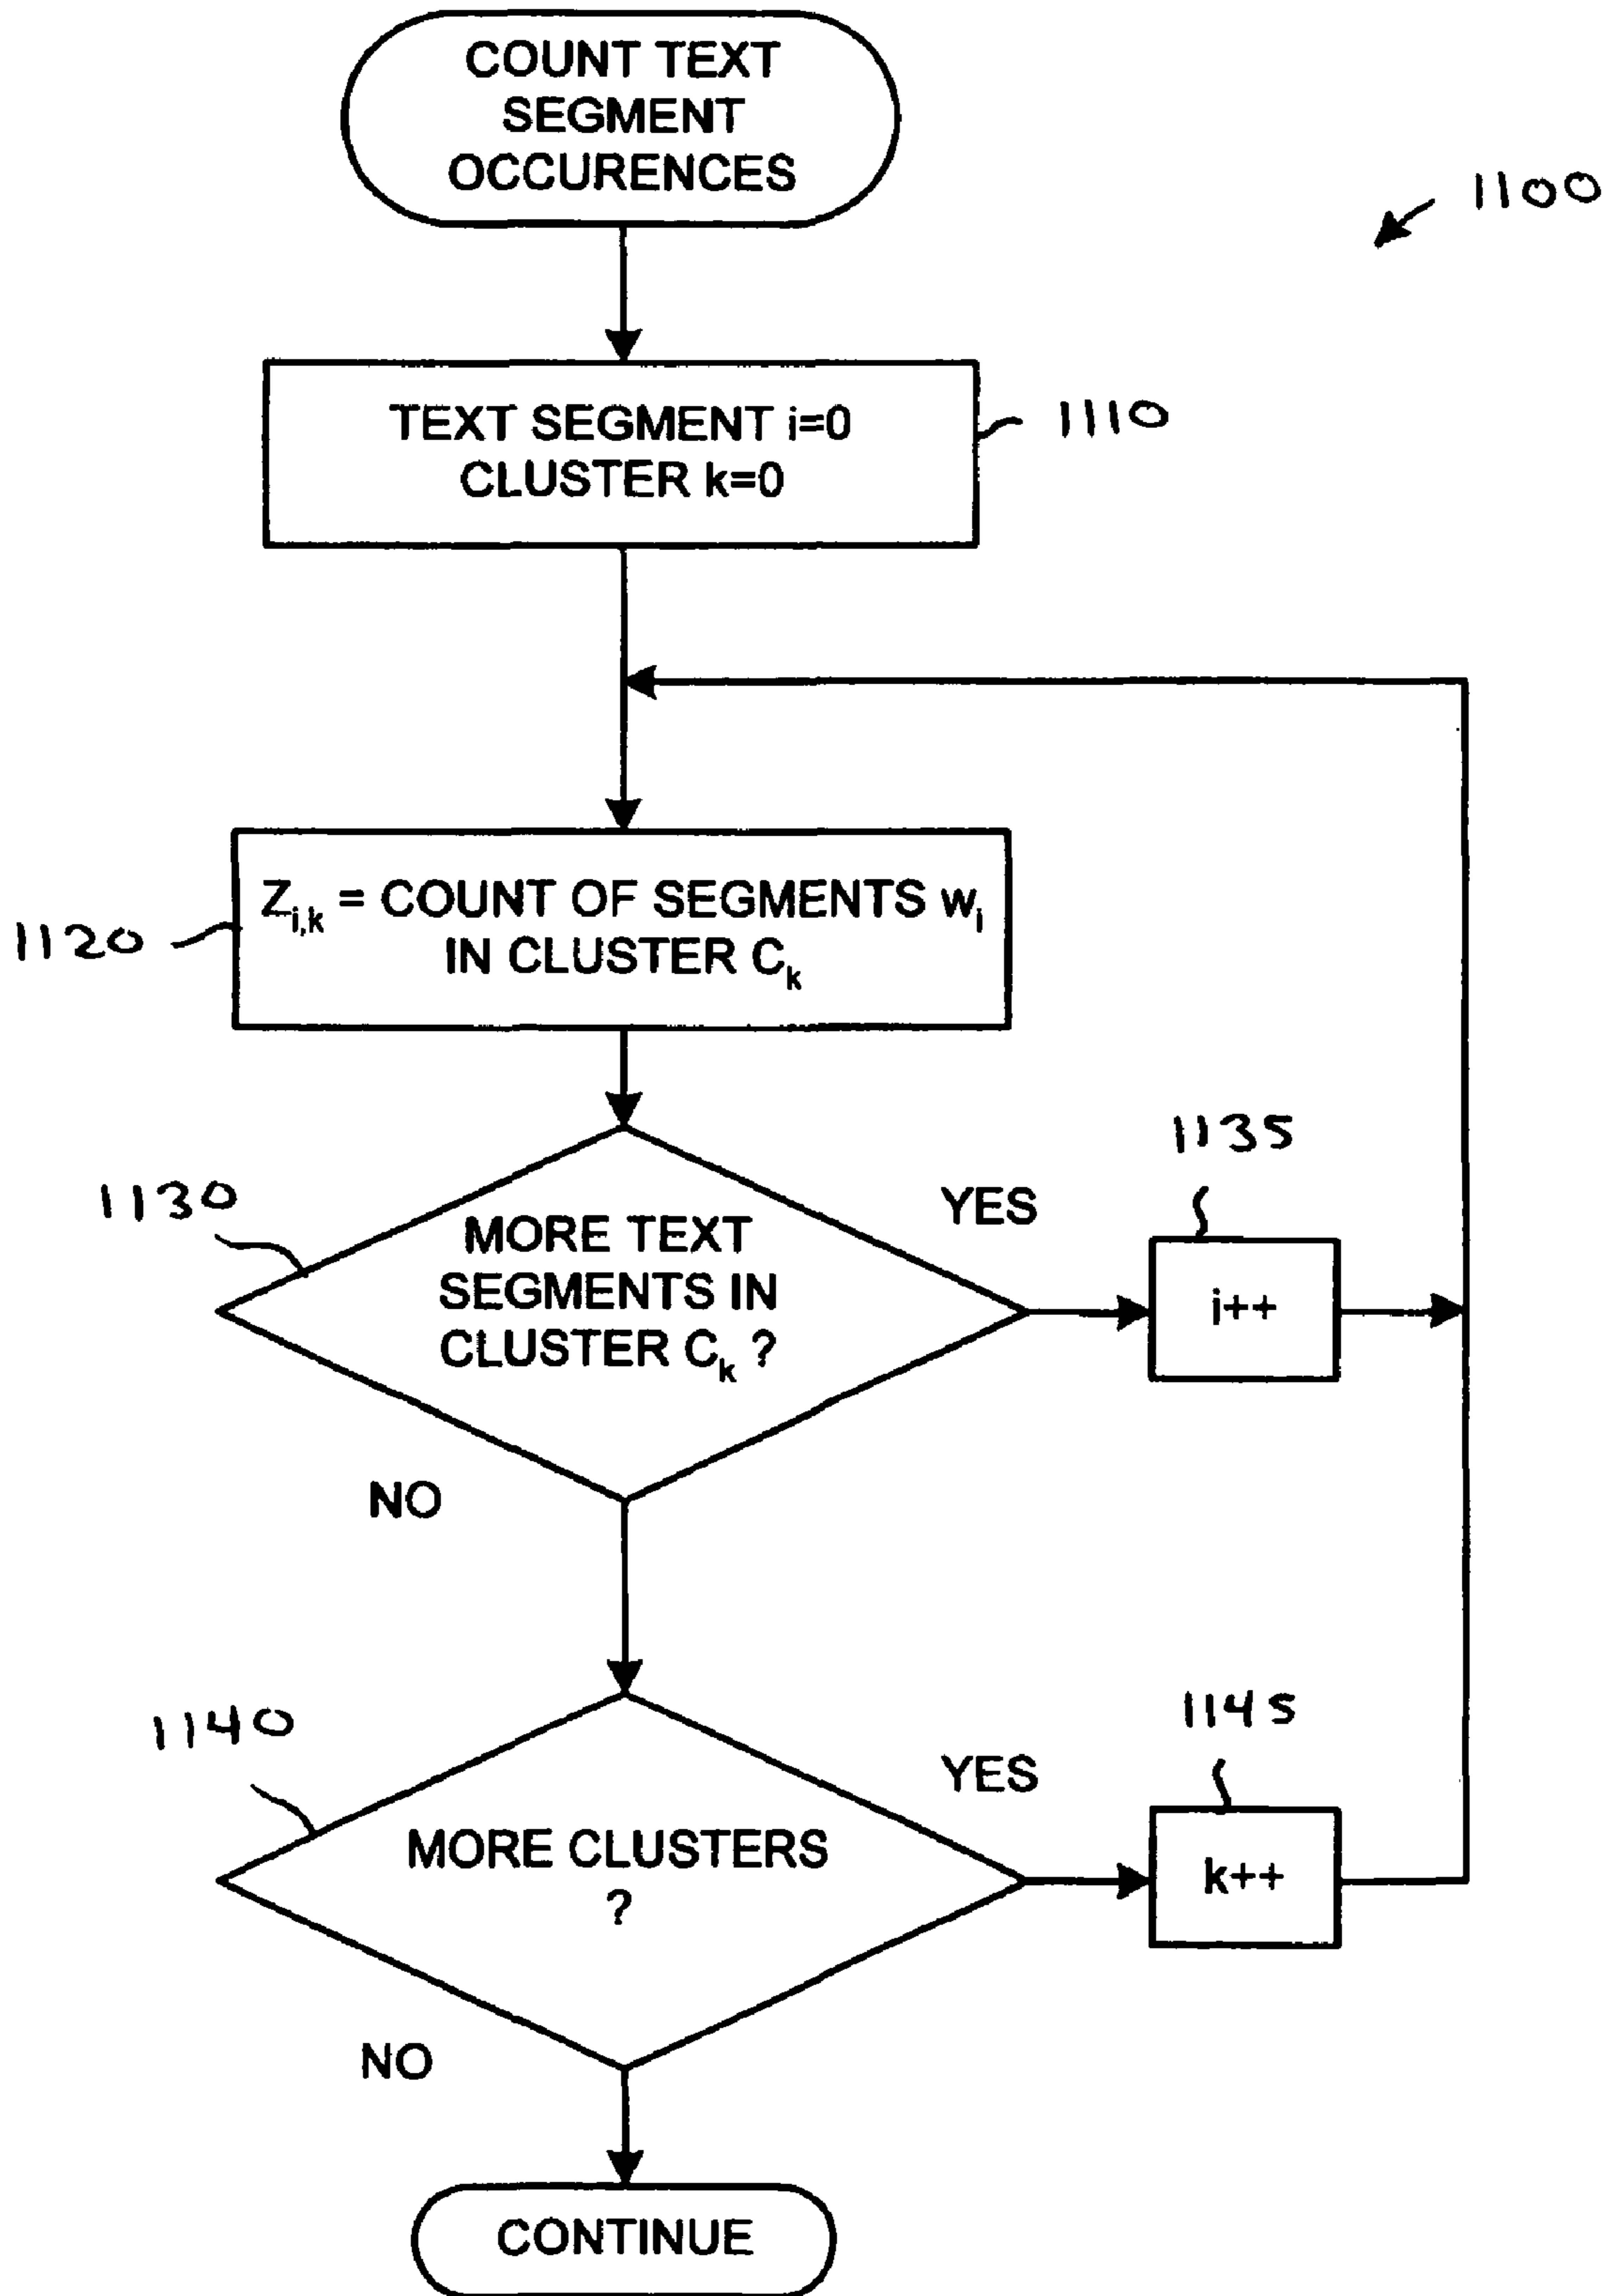 COUNT TEXT
SEGMENT
OCCURENCES
1100
TEXT SEGMENT i=0
CLUSTER k=0
1110
Z_{i,k} = COUNT OF SEGMENTS w_i
IN CLUSTER C_k
1120
1130
MORE TEXT
SEGMENTS IN
CLUSTER C_k ?
YES
1135
i++
NO
1140
MORE CLUSTERS
?
YES
1145
k++
NO
CONTINUE